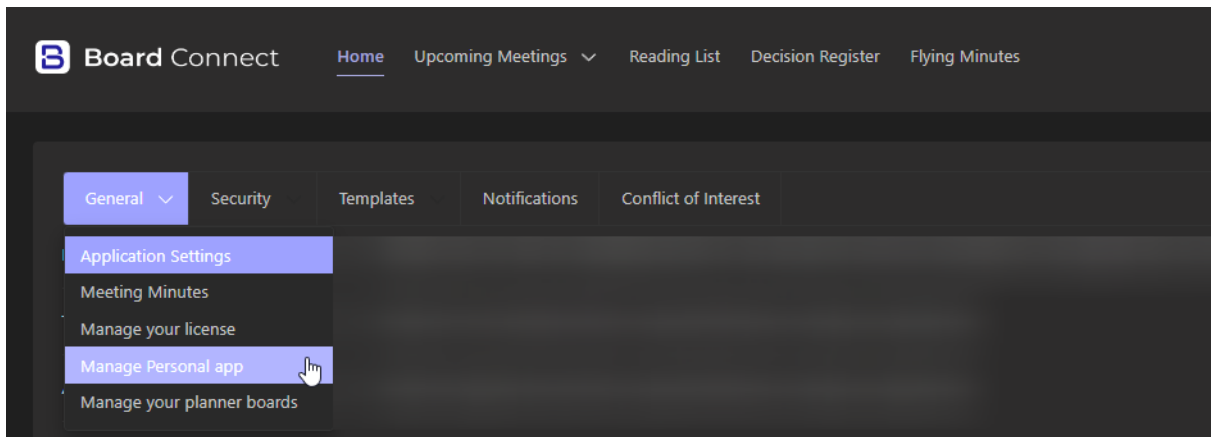 Board Connect Home Upcoming Meetings Reading List Decision Register Flying Minutes
General Security Templates Notifications Conflict of Interest
Application Settings
Meeting Minutes
Manage your license
Manage Personal app
Manage your planner boards